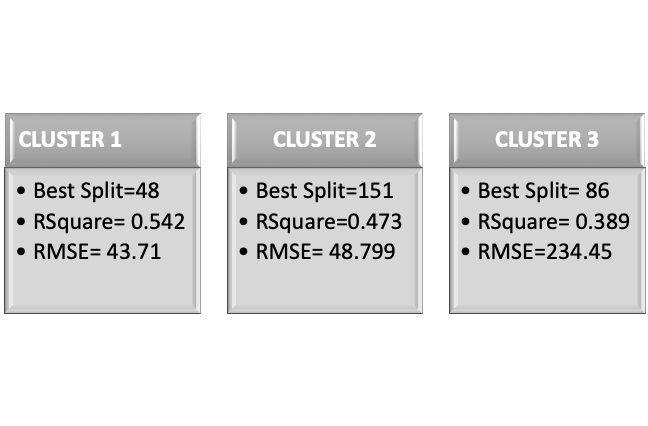 CLUSTER 1
• Best Split=48
• RSquare= 0.542
• RMSE= 43.71
CLUSTER 2
• Best Split=151
• RSquare=0.473
• RMSE= 48.799
CLUSTER 3
• Best Split= 86
• RSquare= 0.389
• RMSE=234.45